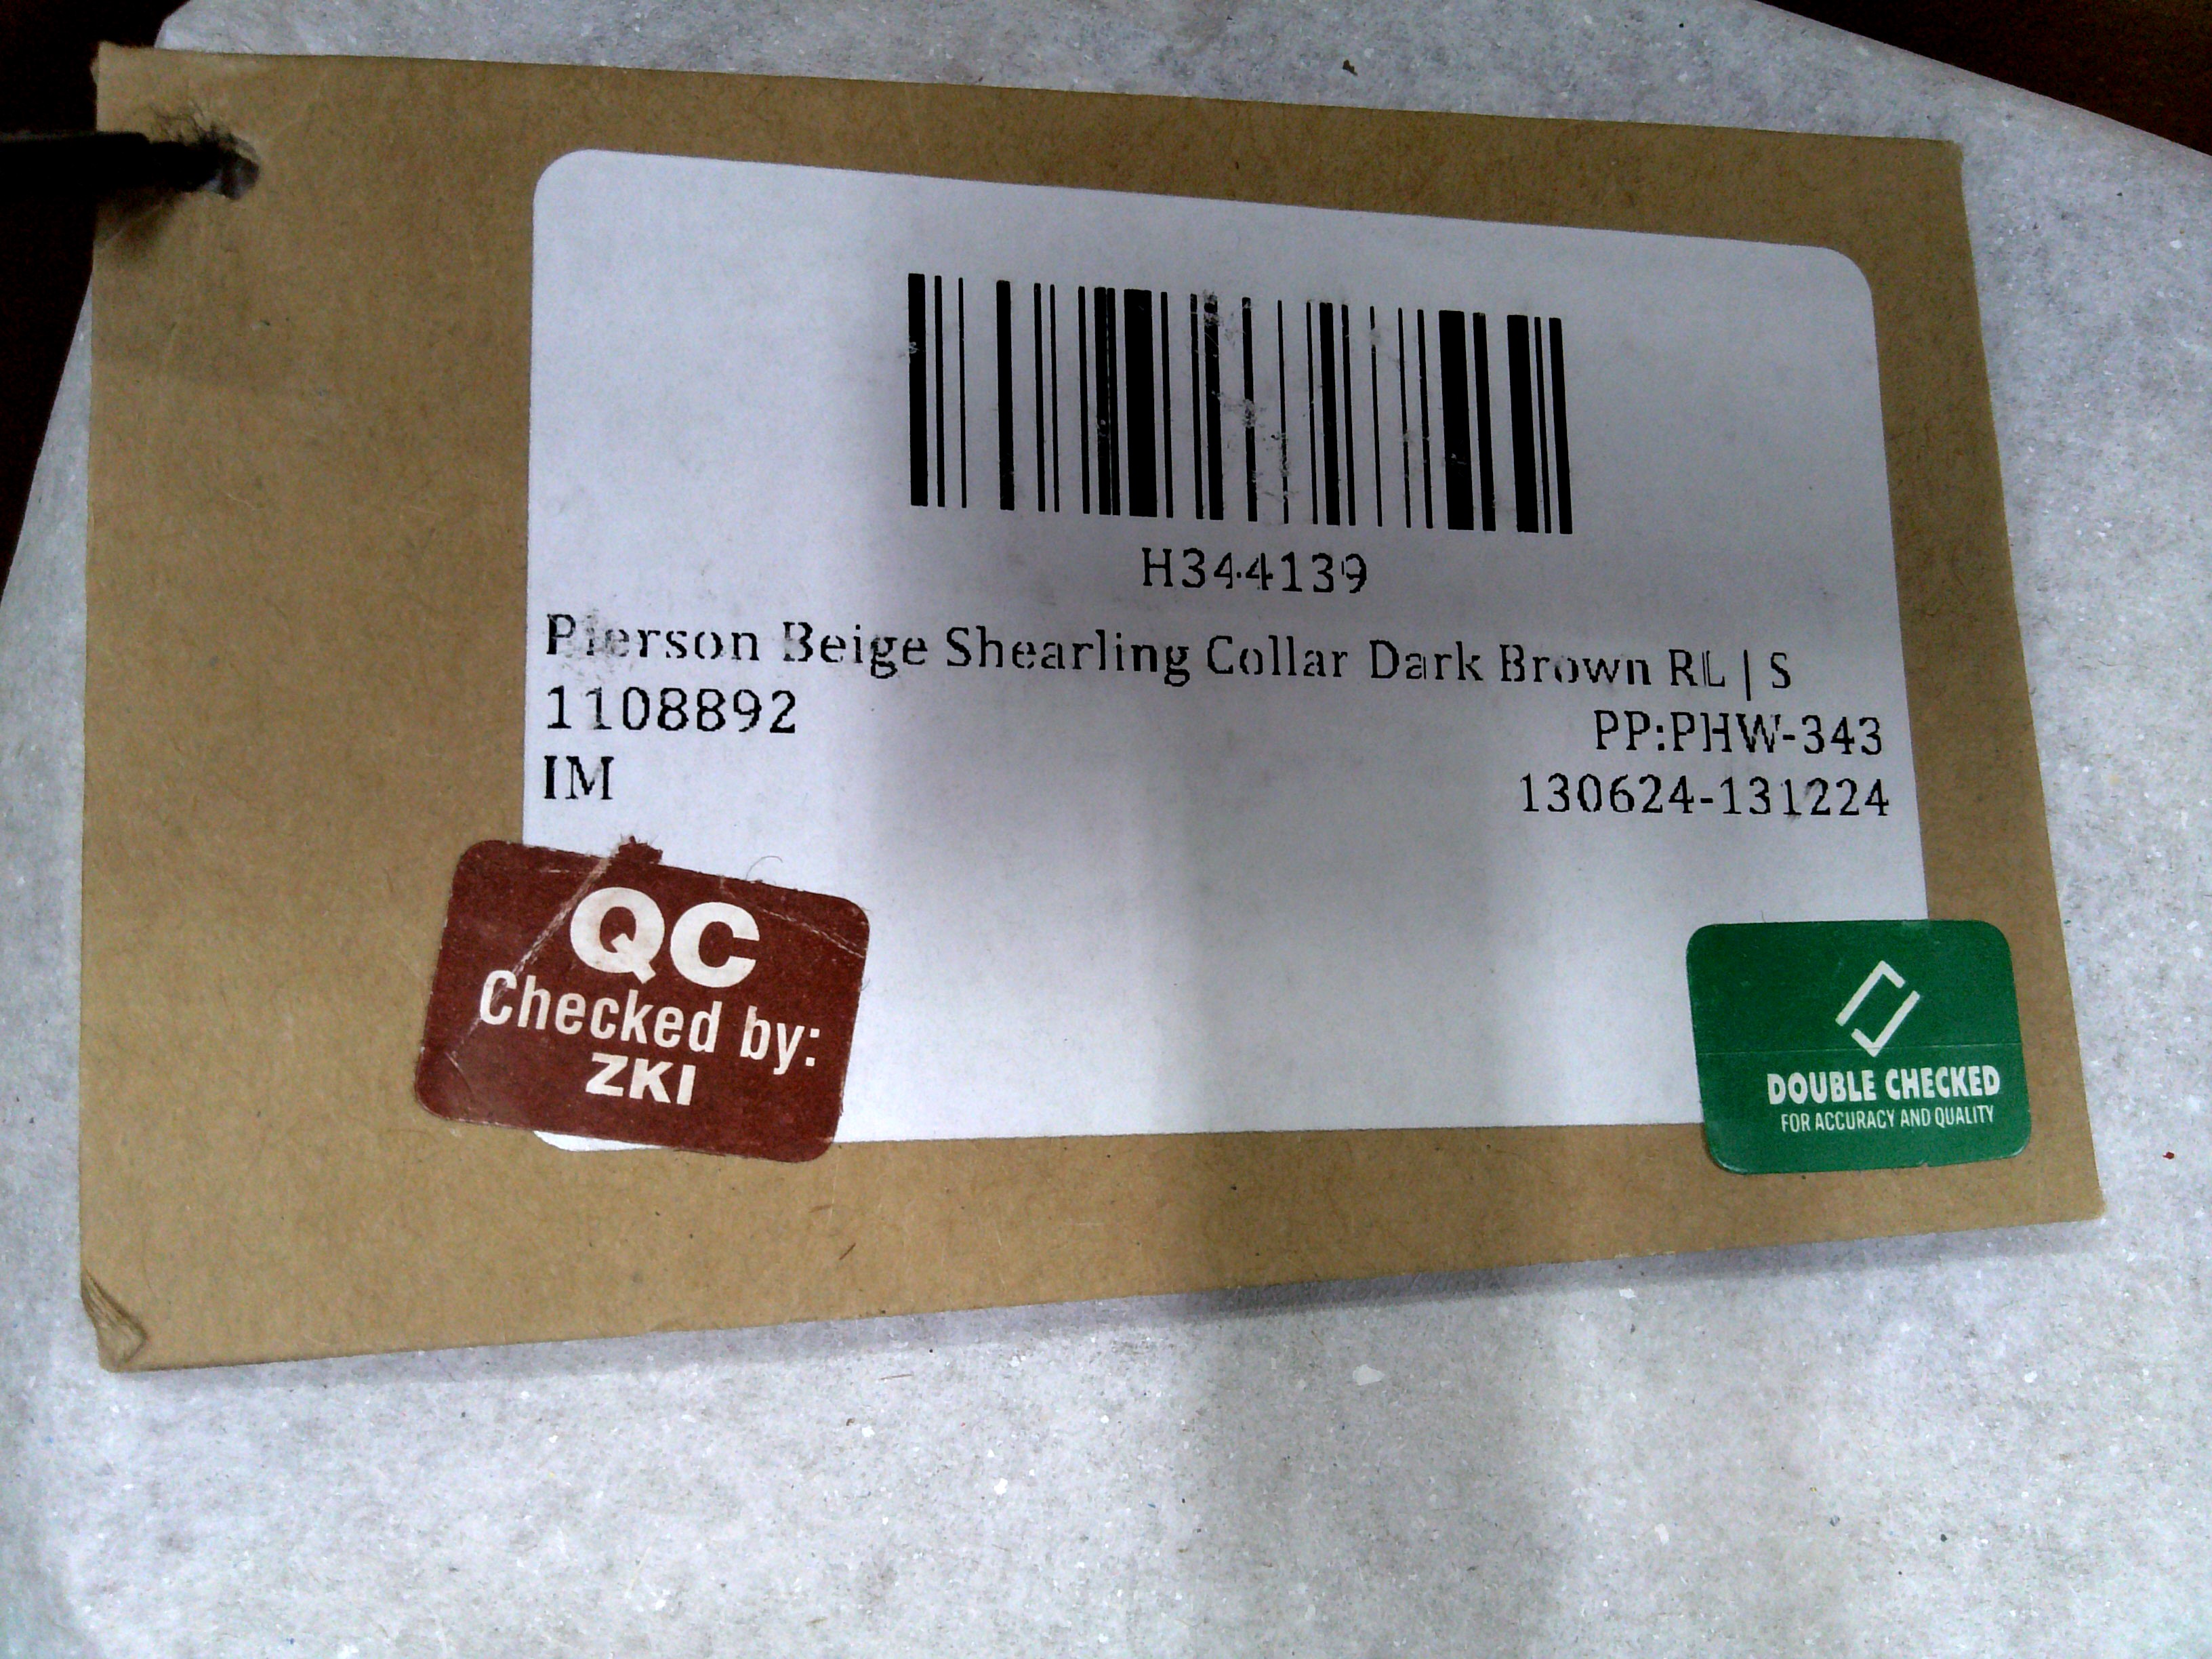 H344139
Pierson Beige Shearling Collar Dark Brown RL | S
1108892
PP:PHW-343
IM
130624-131224
QC
Checked by:
ZKI
DOUBLE CHECKED
FOR ACCURACY AND QUALITY